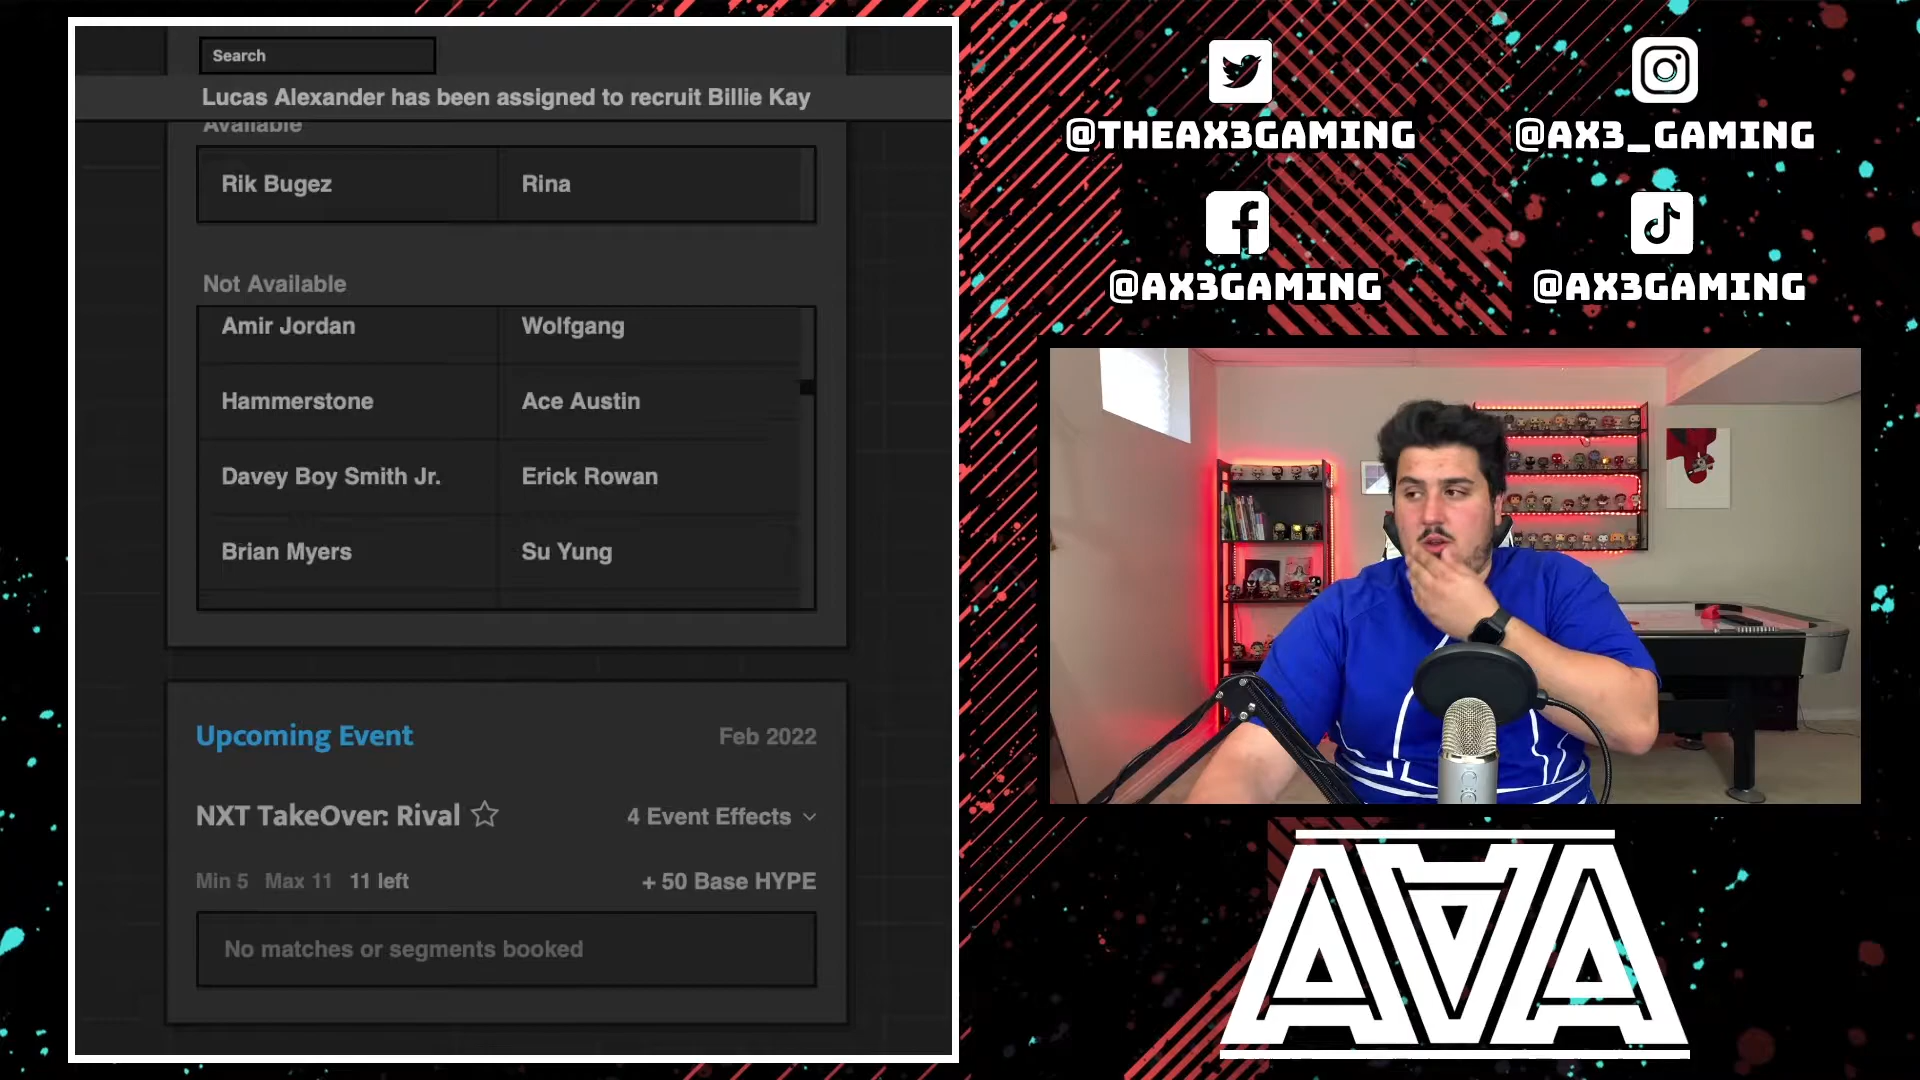 Search
Lucas Alexander has been assigned to recruit Billie Kay
Available
Rik Bugez
Rina
Not Available
Amir Jordan
Wolfgang
Hammerstone
Ace Austin
Davey Boy Smith Jr.
Erick Rowan
Brian Myers
Su Yung
Upcoming Event
Feb 2022
NXT TakeOver: Rival
4 Event Effects
Min 5 Max 11 11 left
+ 50 Base HYPE
No matches or segments booked
@THEAX3GAMING
@AX3_GAMING
@AX3GAMING
@AX3GAMING